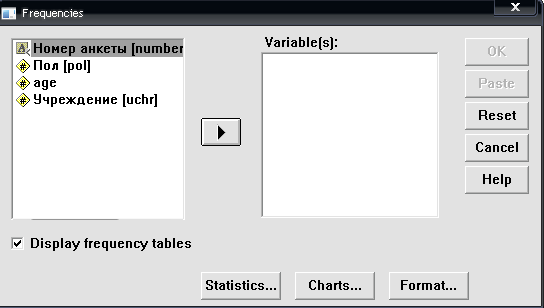 Frequencies
Номер анкеты [number
Пол [pol]
age
Учреждение [uchr]
Variable(s):
OK
Paste
Reset
Cancel
Help
Display frequency tables
Statistics...
Charts...
Format...